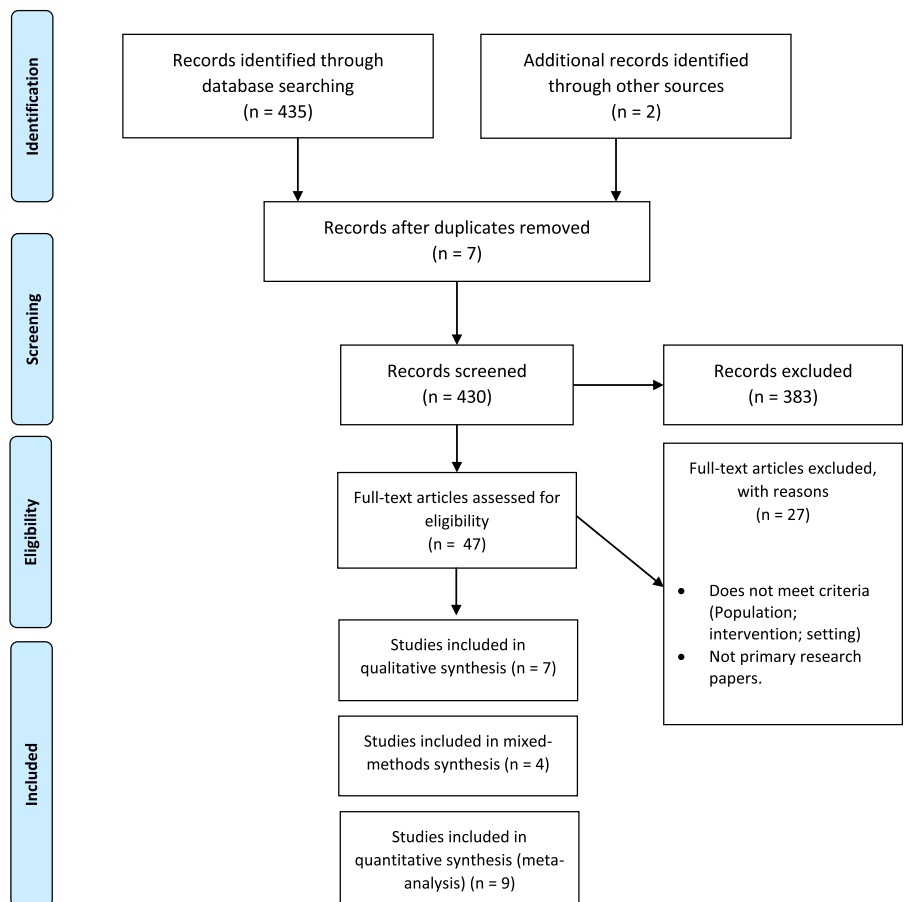 Identification
Records identified through
database searching
(n = 435)
Additional records identified
through other sources
(n = 2)
Records after duplicates removed
(n = 7)
Screening
Records screened
(n = 430)
Records excluded
(n = 383)
Eligibility
Full-text articles assessed for
eligibility
(n = 47)
Full-text articles excluded,
with reasons
(n = 27)
• Does not meet criteria
(Population;
intervention; setting)
• Not primary research
papers.
Included
Studies included in
qualitative synthesis (n = 7)
Studies included in mixed-
methods synthesis (n = 4)
Studies included in
quantitative synthesis (meta-
analysis) (n = 9)